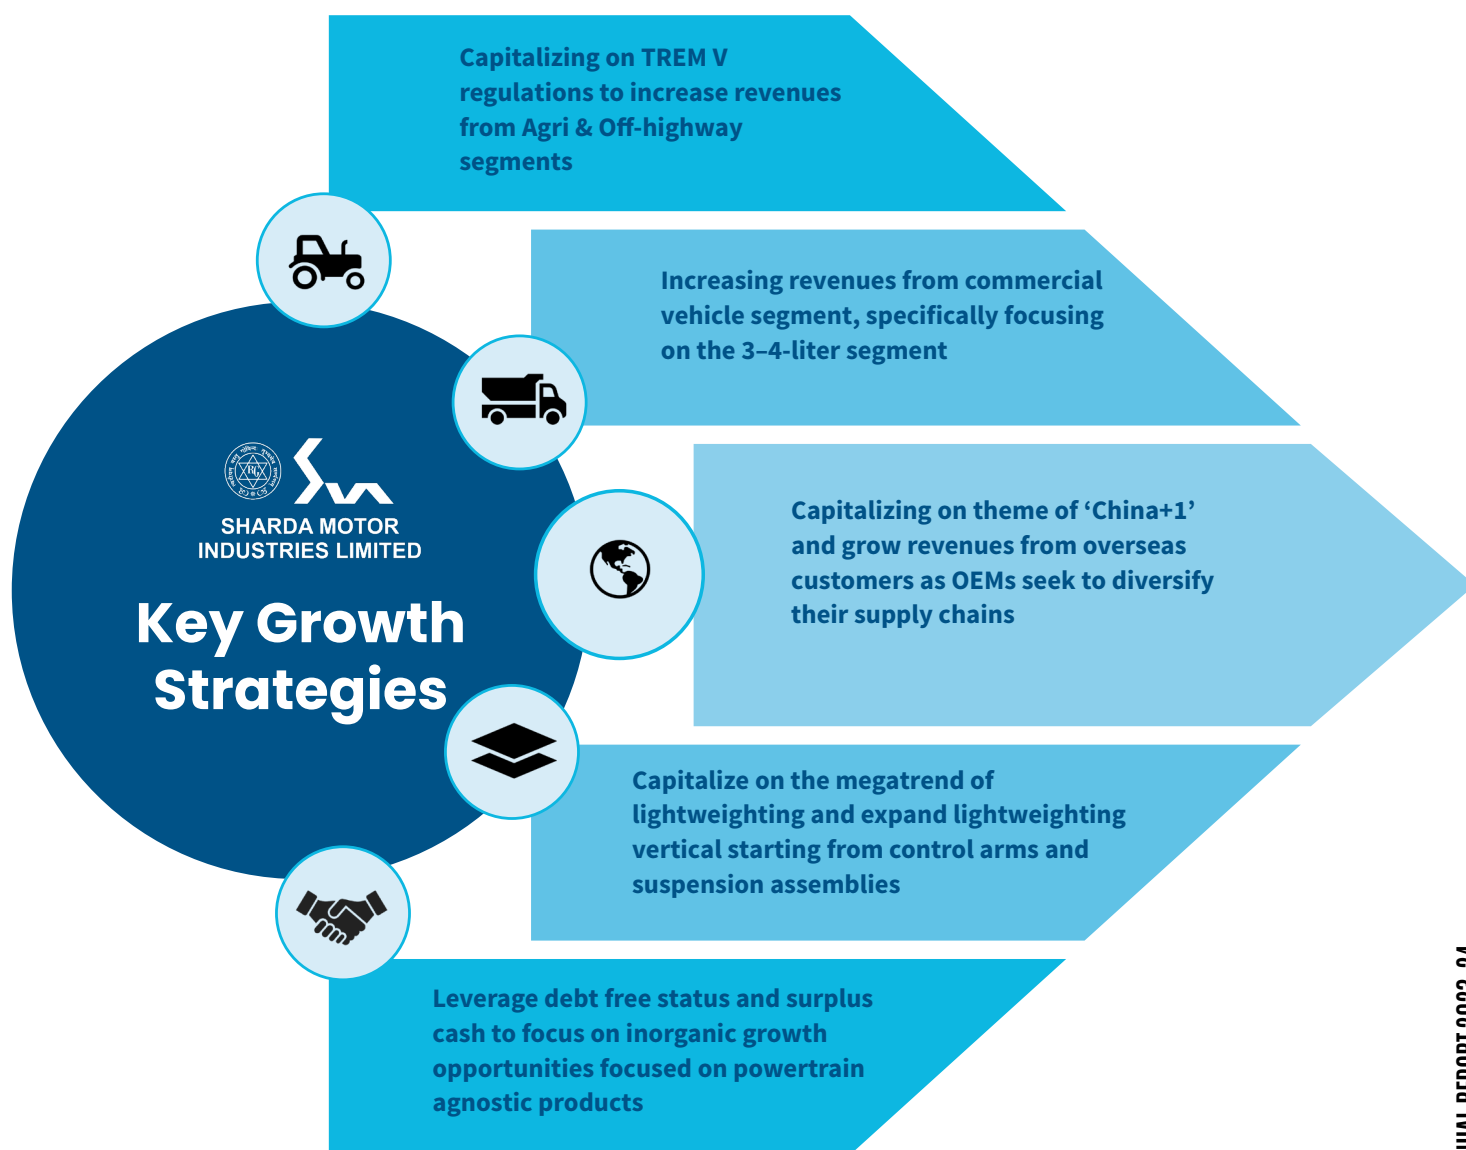 Capitalizing on TREM V
regulations to increase revenues
from Agri & Off-highway
segments
Increasing revenues from commercial
vehicle segment, specifically focusing
on the 3–4-liter segment
SHARDA MOTOR
INDUSTRIES LIMITED
Key Growth
Strategies
Capitalizing on theme of ‘China+1’
and grow revenues from overseas
customers as OEMs seek to diversify
their supply chains
Capitalize on the megatrend of
lightweighting and expand lightweighting
vertical starting from control arms and
suspension assemblies
Leverage debt free status and surplus
cash to focus on inorganic growth
opportunities focused on powertrain
agnostic products